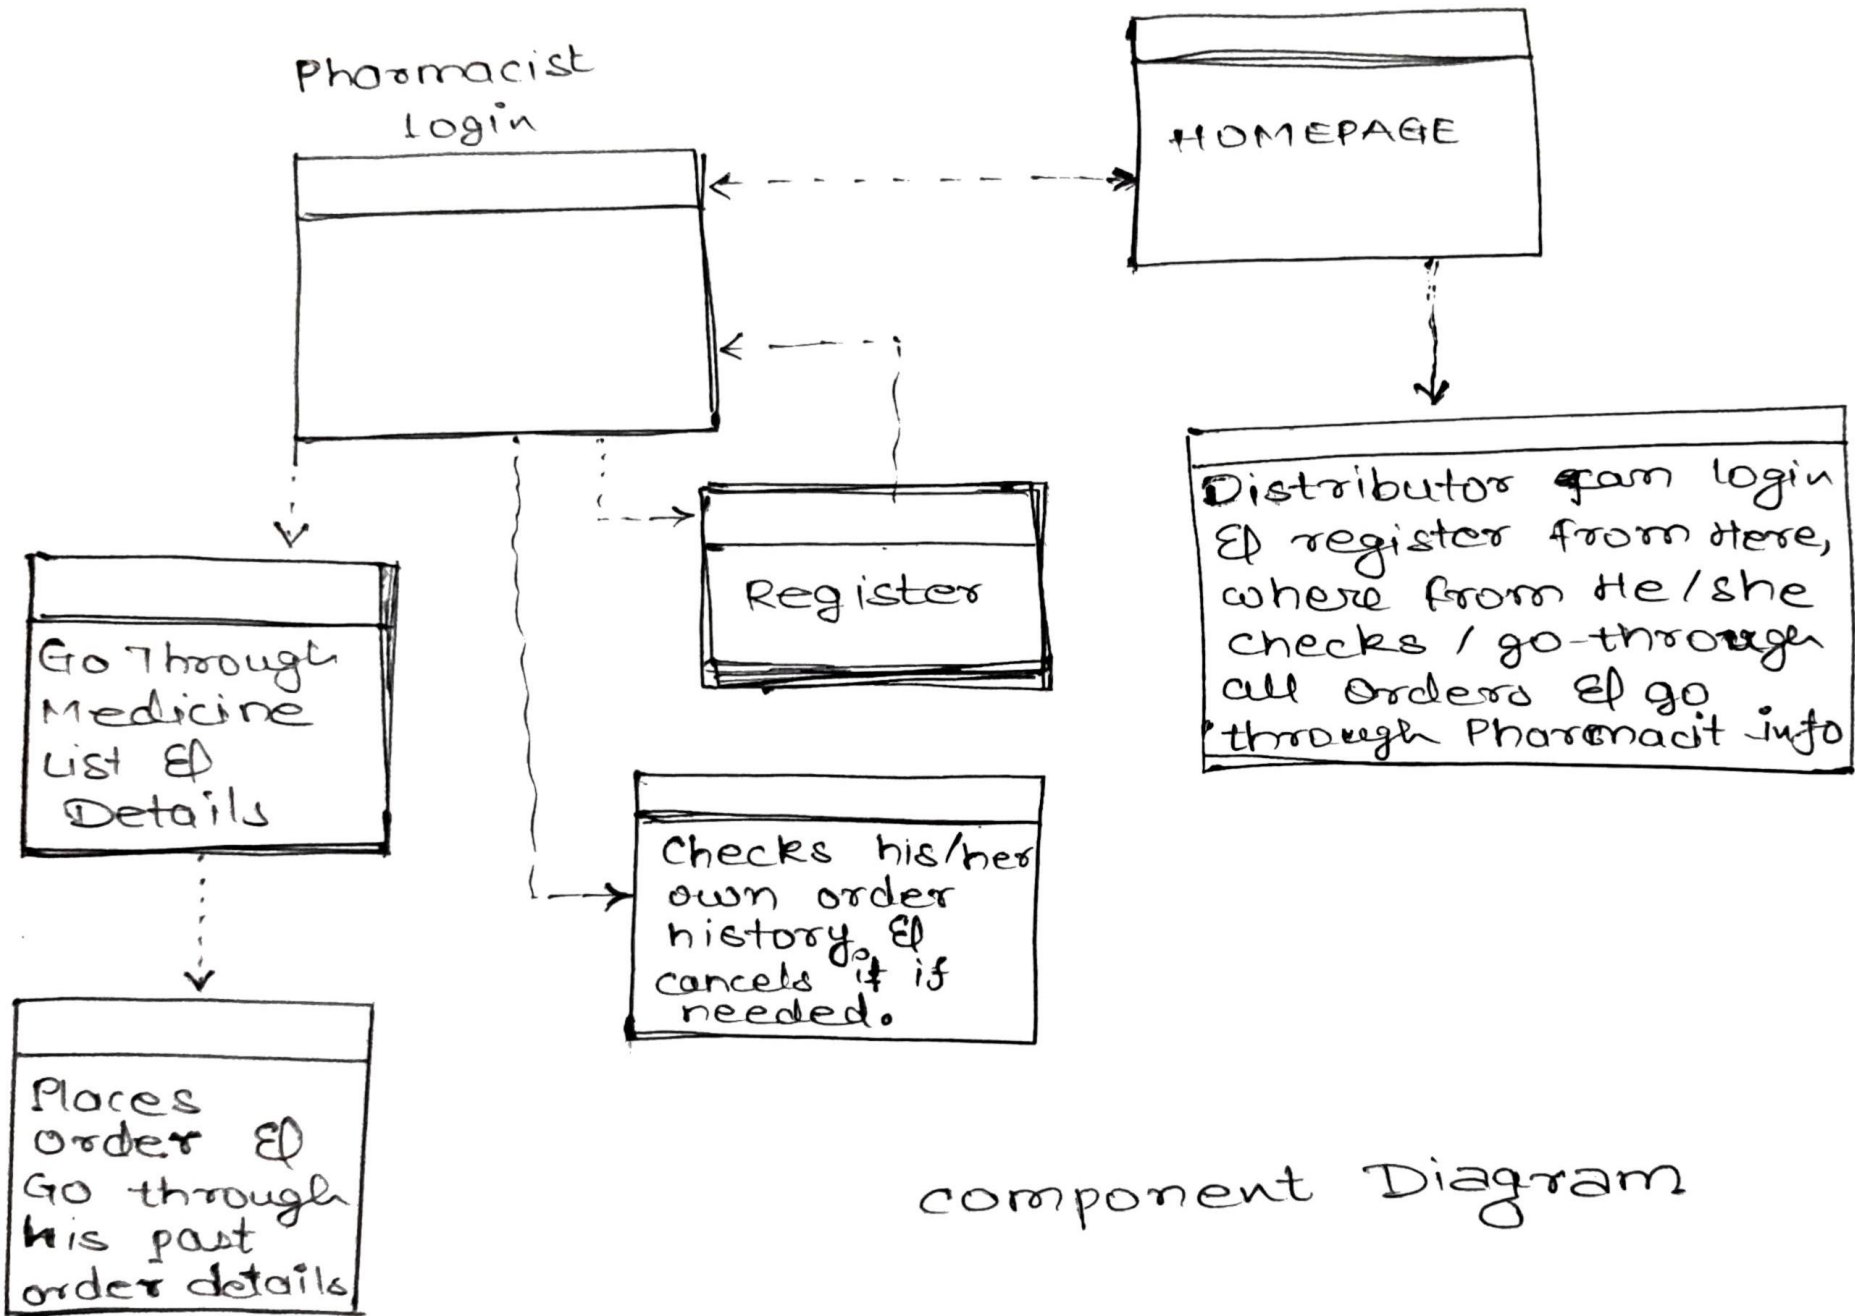 Pharmacist
Login
HOMEPAGE
Distributor can login
& register from Here,
where from He/she
checks / go-through
all orders & go
through Pharmacit info
Register
Go Through
Medicine
List &
Details
Checks his/her
own order
history, &
cancels it if
needed.
Places
order &
Go through
his past
order details
component Diagram